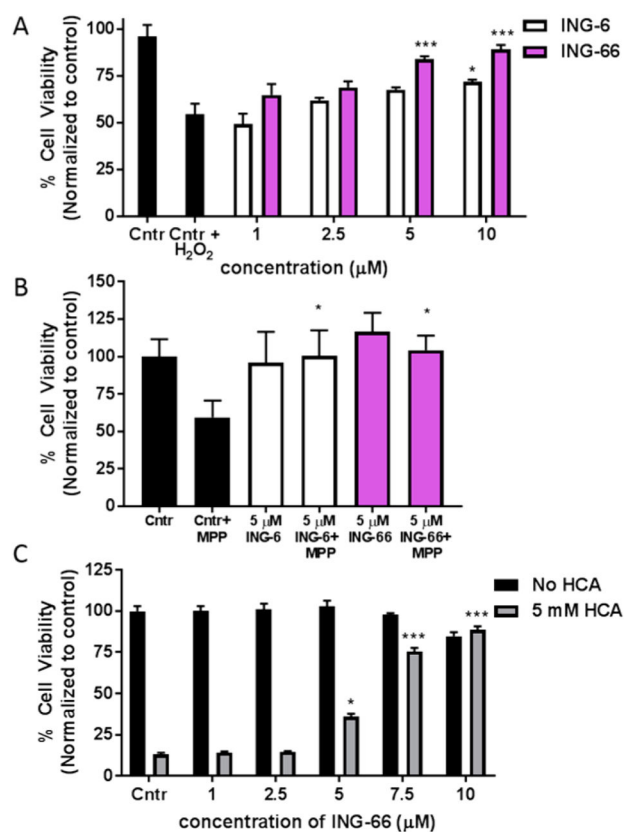 A
% Cell Viability
(Normalized to control)
100
75
50
25
0
***
*
***
ING-6
ING-66
Cntr
Cntr +
H₂O₂
1
2.5
5
10
concentration (μM)
B
% Cell Viability
(Normalized to control)
150
125
100
75
50
25
0
*
*
Cntr
Cntr+
MPP
5 μM
ING-6
5 μM
ING-6+
MPP
5 μM
ING-66
5 μM
ING-66+
MPP
C
% Cell Viability
(Normalized to control)
125
100
75
50
25
0
*
***
***
No HCA
5 mM HCA
Cntr
1
2.5
5
7.5
10
concentration of ING-66 (μM)